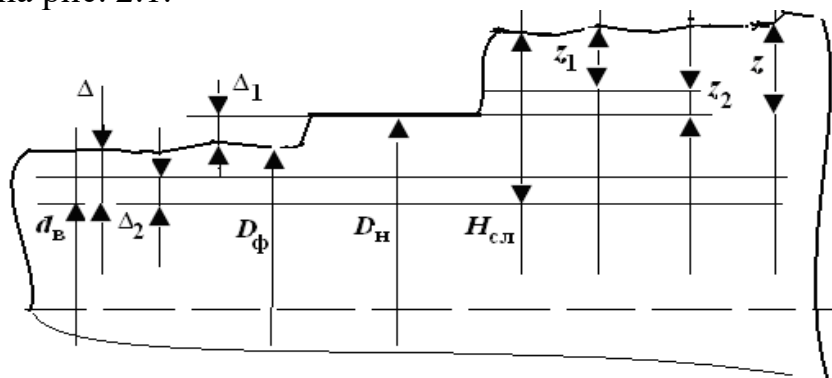 на рис. 2.1.
Δ Δ₁ z₁ z₂ z
dв Δ₂ Dф Dн Hсл